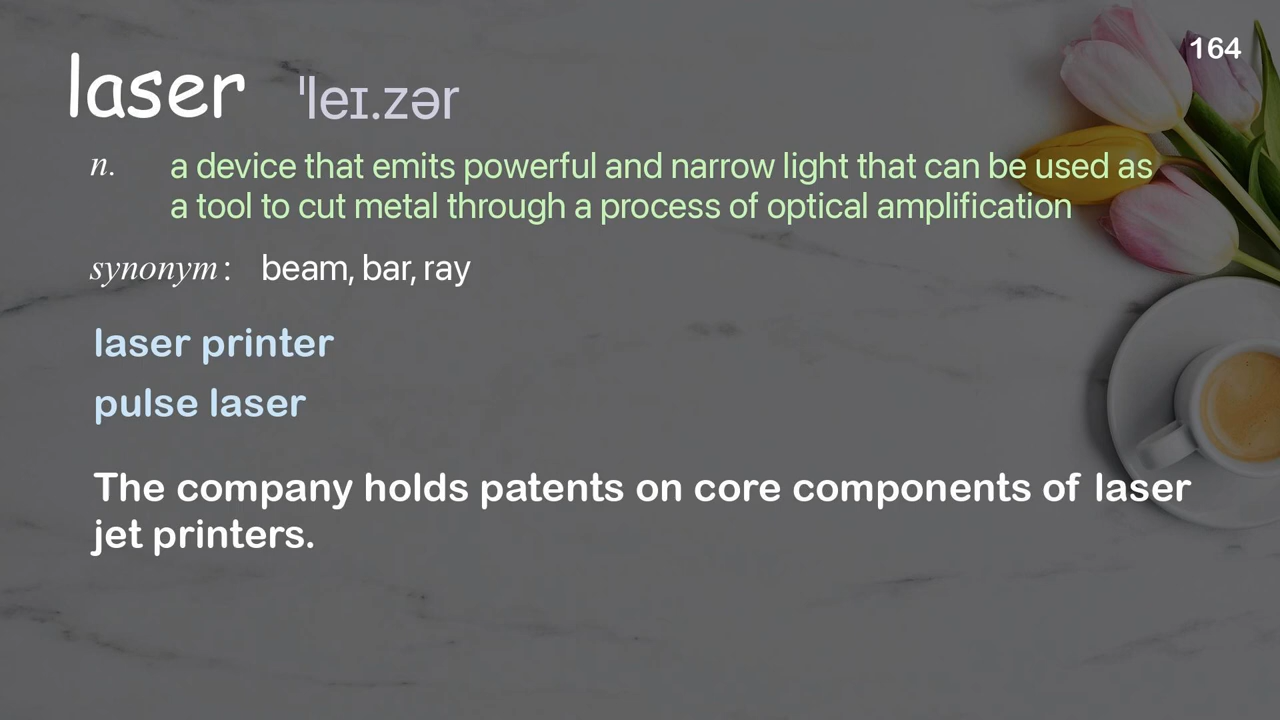 164
laser ˈleɪ.zər
n. a device that emits powerful and narrow light that can be used as
a tool to cut metal through a process of optical amplification
synonym: beam, bar, ray
laser printer
pulse laser
The company holds patents on core components of laser
jet printers.